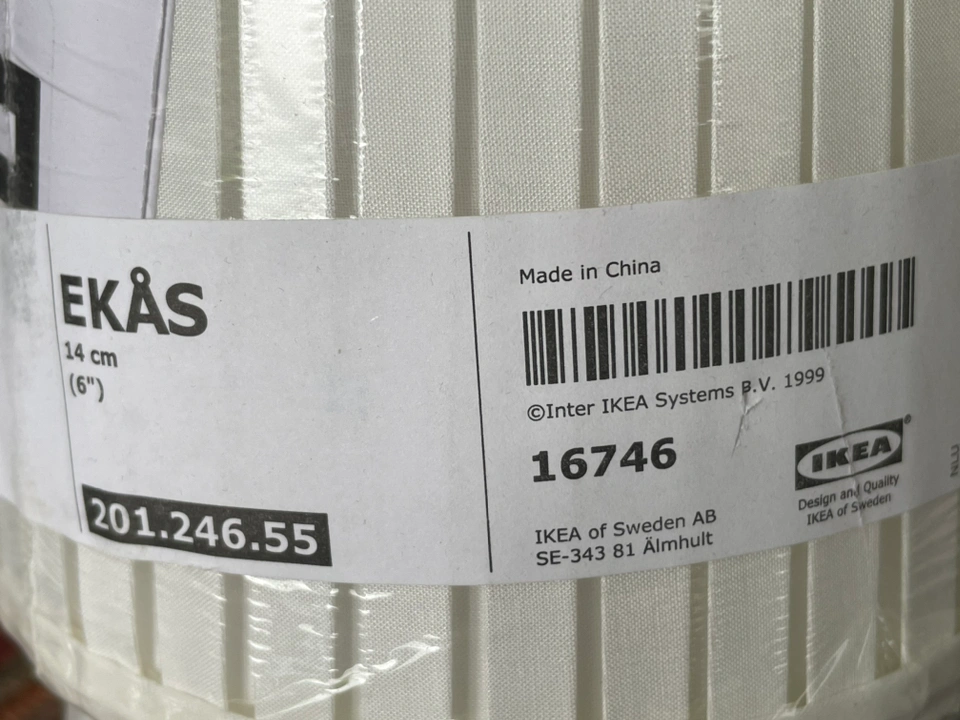 EKÅS
14 cm
(6")
201.246.55
Made in China
©Inter IKEA Systems B.V. 1999
16746
IKEA®
Design and Quality
IKEA of Sweden
IKEA of Sweden AB
SE-343 81 Älmhult